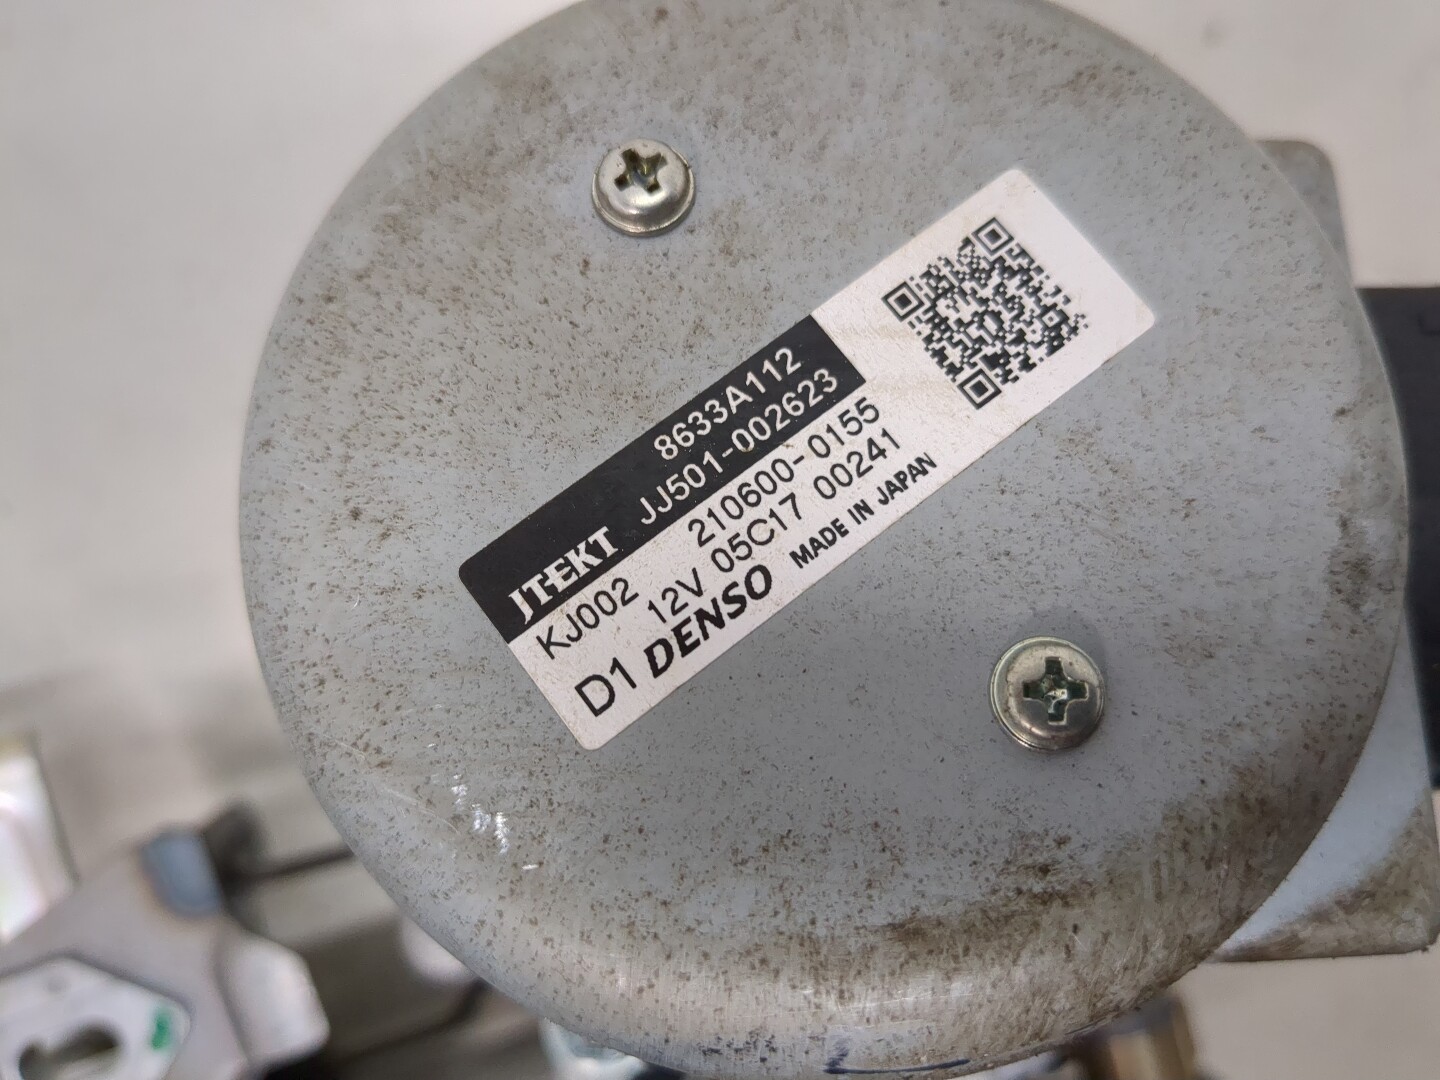 8633A112
JTEKT JJ501-002623
KJ002 210600-0155
12V 05C17 00241
D1 DENSO MADE IN JAPAN